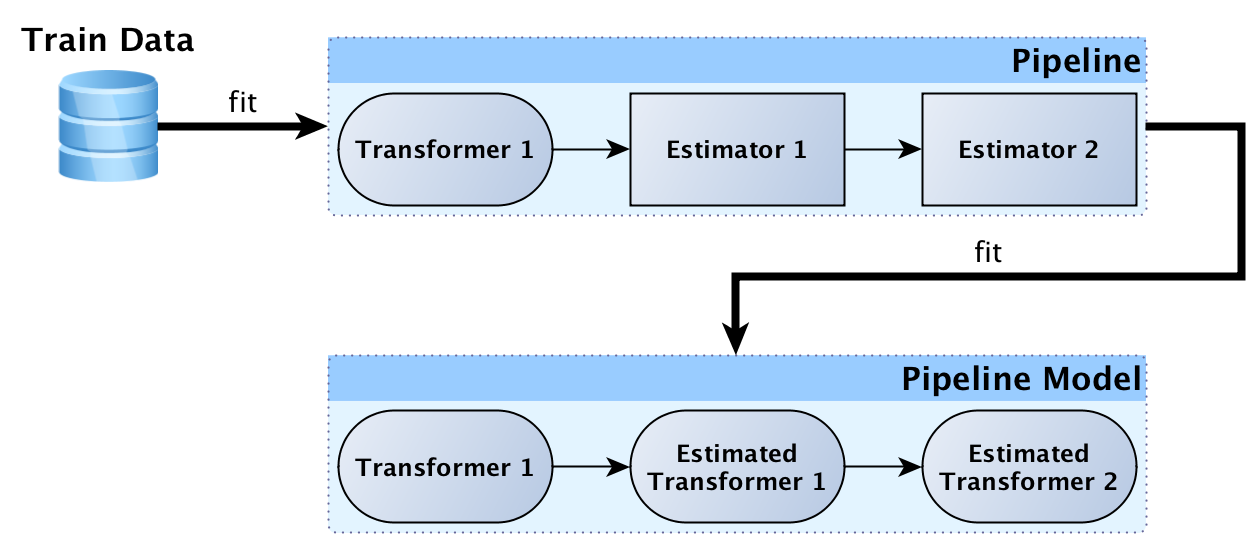 Train Data
fit
Pipeline
Transformer 1
Estimator 1
Estimator 2
fit
Pipeline Model
Transformer 1
Estimated
Transformer 1
Estimated
Transformer 2